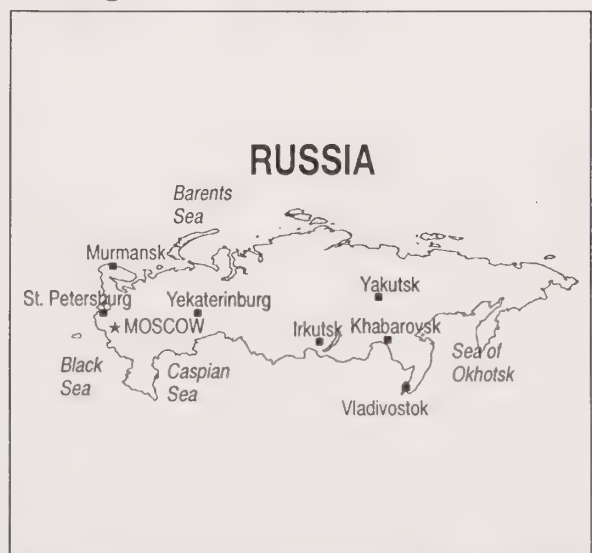 RUSSIA
Barents
Sea
Murmansk
Yakutsk
St. Petersburg
Yekaterinburg
MOSCOW
Irkutsk
Khabarovsk
Black
Sea
Caspian
Sea
Sea of
Okhotsk
Vladivostok